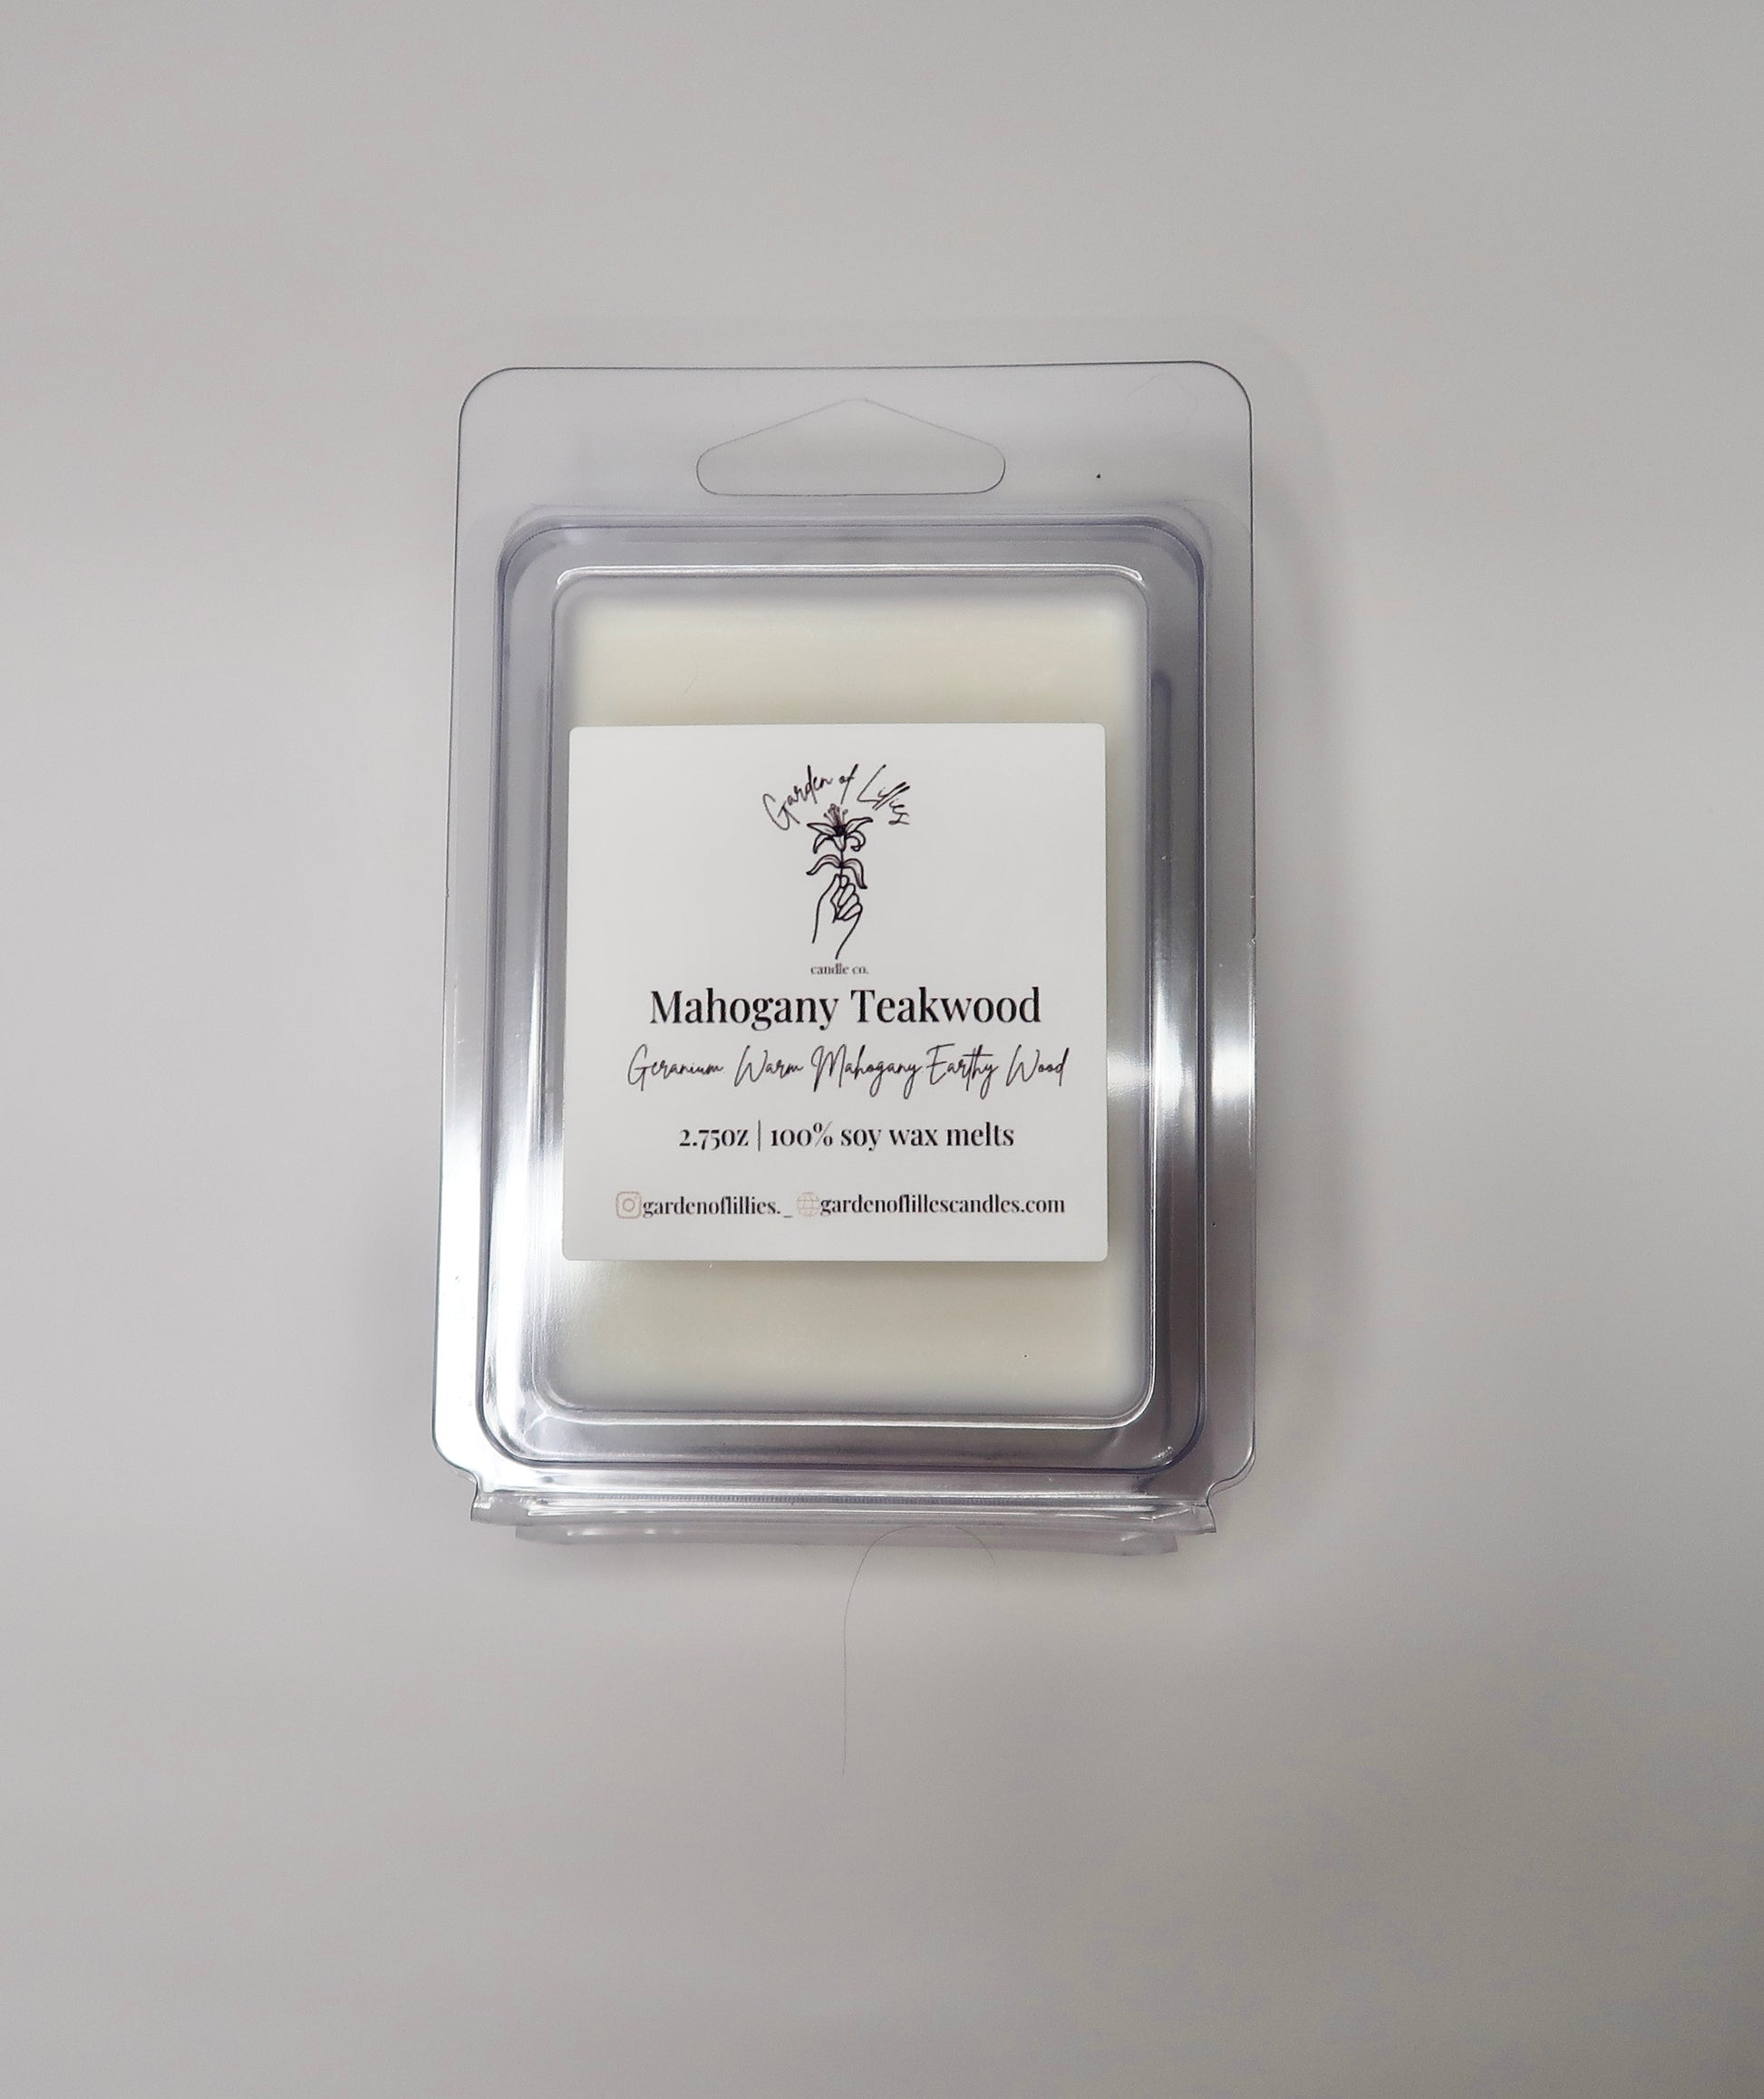 Garden of Lillies
candle co.
Mahogany Teakwood
Geranium Warm Mahogany Earthy Wood
2.75oz | 100% soy wax melts
gardenoflillies._ gardenoflillescandles.com